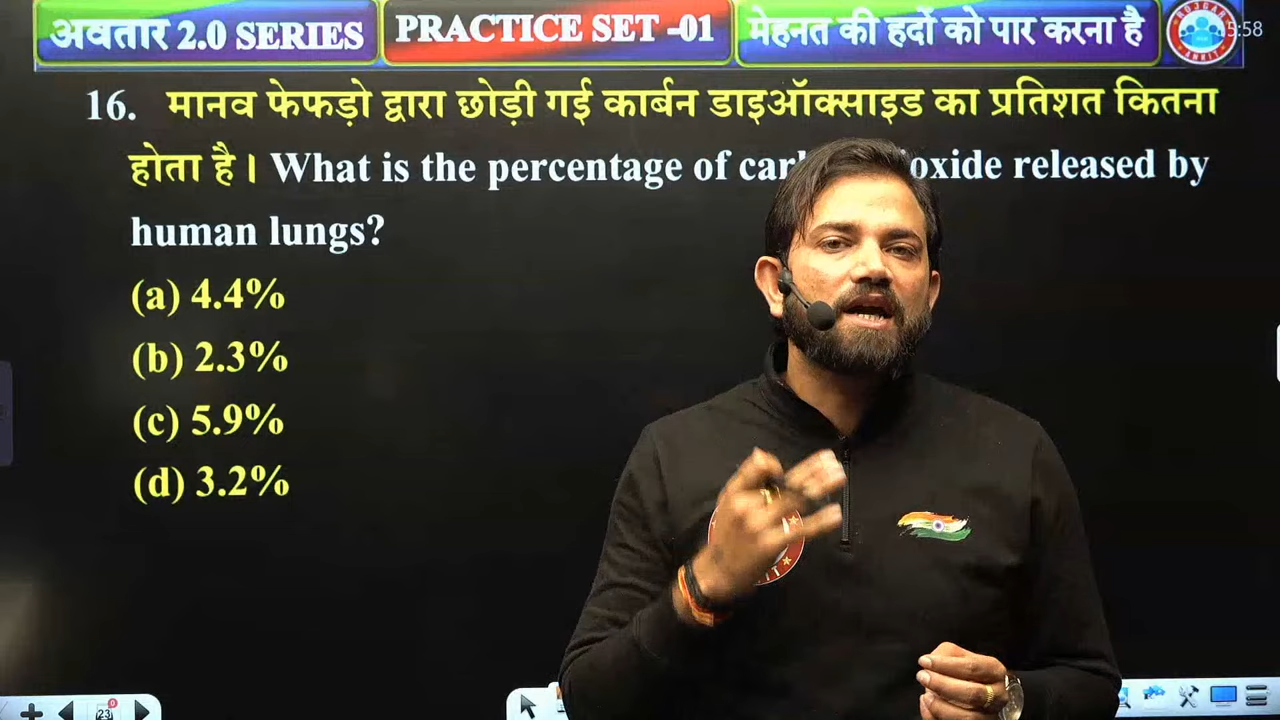 अवतार 2.0 SERIES
PRACTICE SET -01
मेहनत की हदों को पार करना है
5:58
16. मानव फेफड़ो द्वारा छोड़ी गई कार्बन डाइऑक्साइड का प्रतिशत कितना
होता है। What is the percentage of released by
human lungs?
(a) 4.4%
(b) 2.3%
(c) 5.9%
(d) 3.2%
23